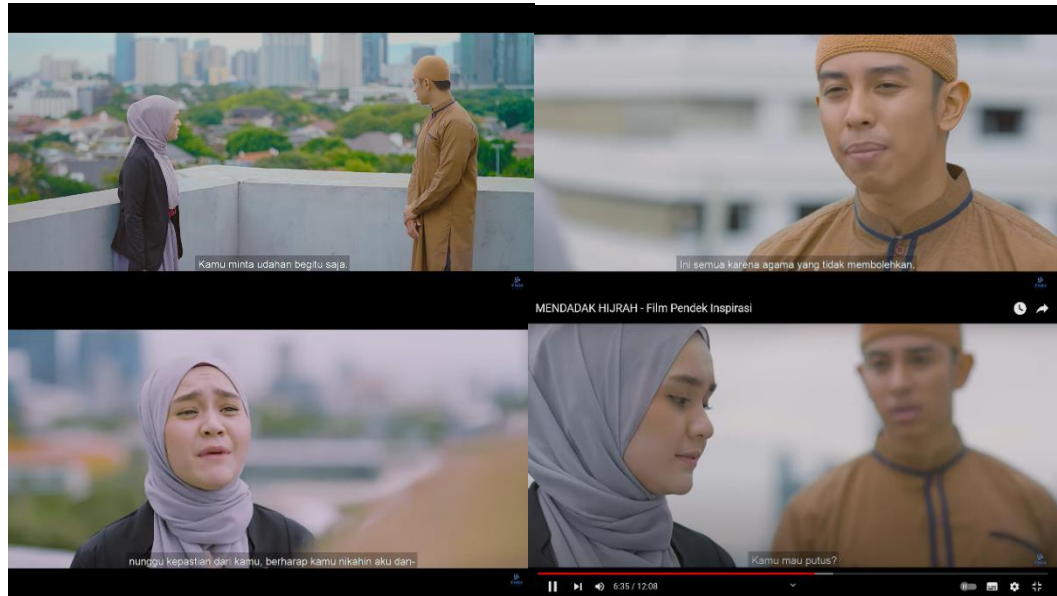 Kamu minta udahan begitu saja.
Ini semua karena agama yang tidak membolehkan,
MENDADAK HIJRAH - Film Pendek Inspirasi
nunggu kepastian dari kamu, berharap kamu nikahin aku dan-
Kamu mau putus?
6:35 / 12:08